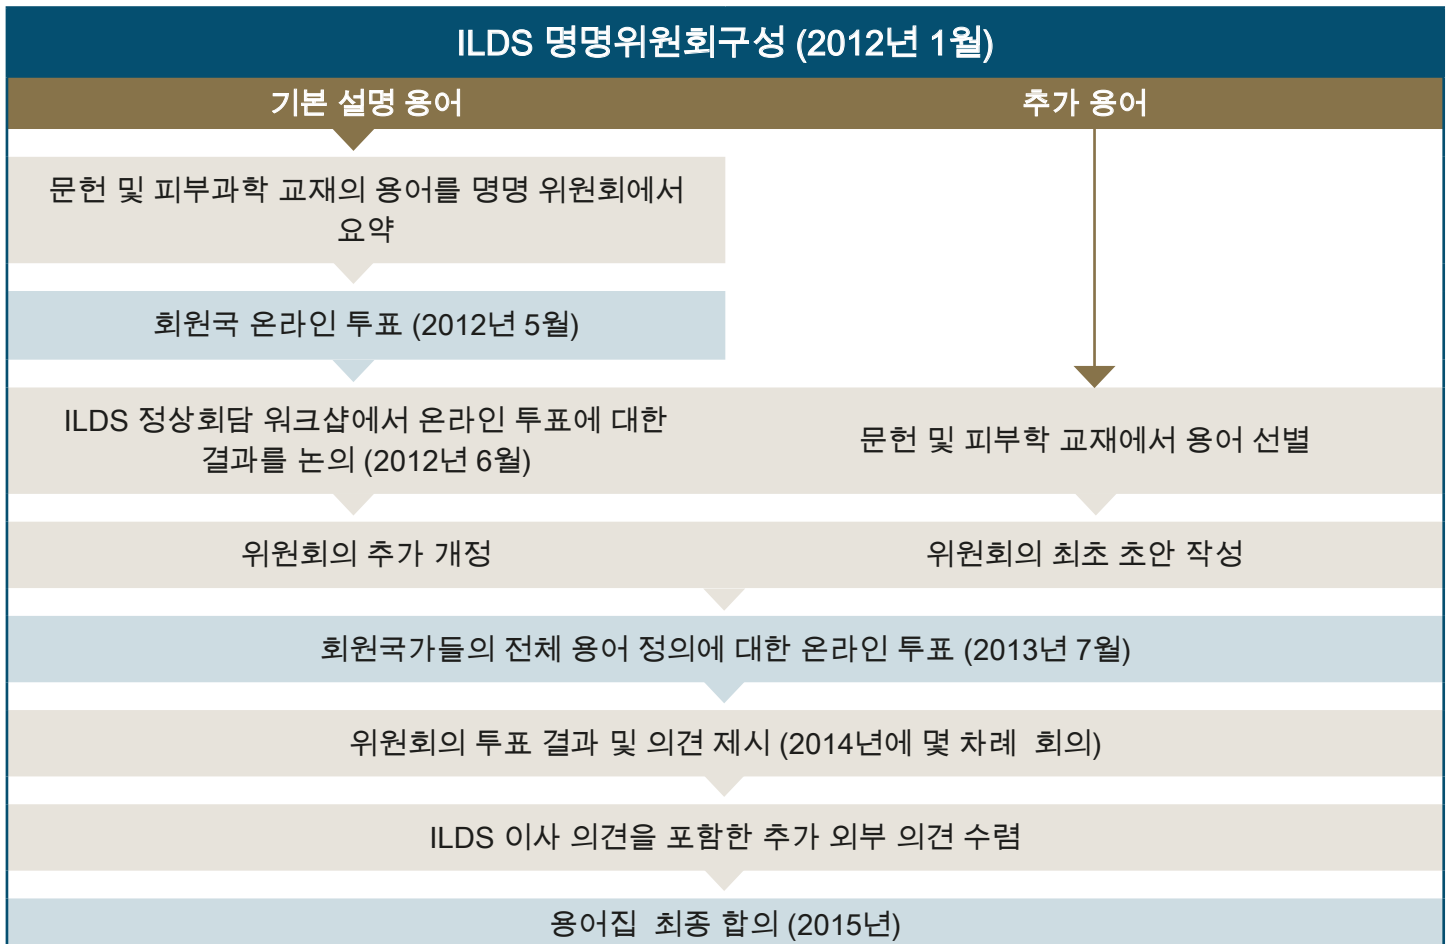 ILDS 명명위원회구성 (2012년 1월)
기본 설명 용어
추가 용어
문헌 및 피부과학 교재의 용어를 명명 위원회에서
요약
회원국 온라인 투표 (2012년 5월)
ILDS 정상회담 워크샵에서 온라인 투표에 대한
결과를 논의 (2012년 6월)
문헌 및 피부학 교재에서 용어 선별
위원회의 추가 개정
위원회의 최초 초안 작성
회원국가들의 전체 용어 정의에 대한 온라인 투표 (2013년 7월)
위원회의 투표 결과 및 의견 제시 (2014년에 몇 차례 회의)
ILDS 이사 의견을 포함한 추가 외부 의견 수렴
용어집 최종 합의 (2015년)